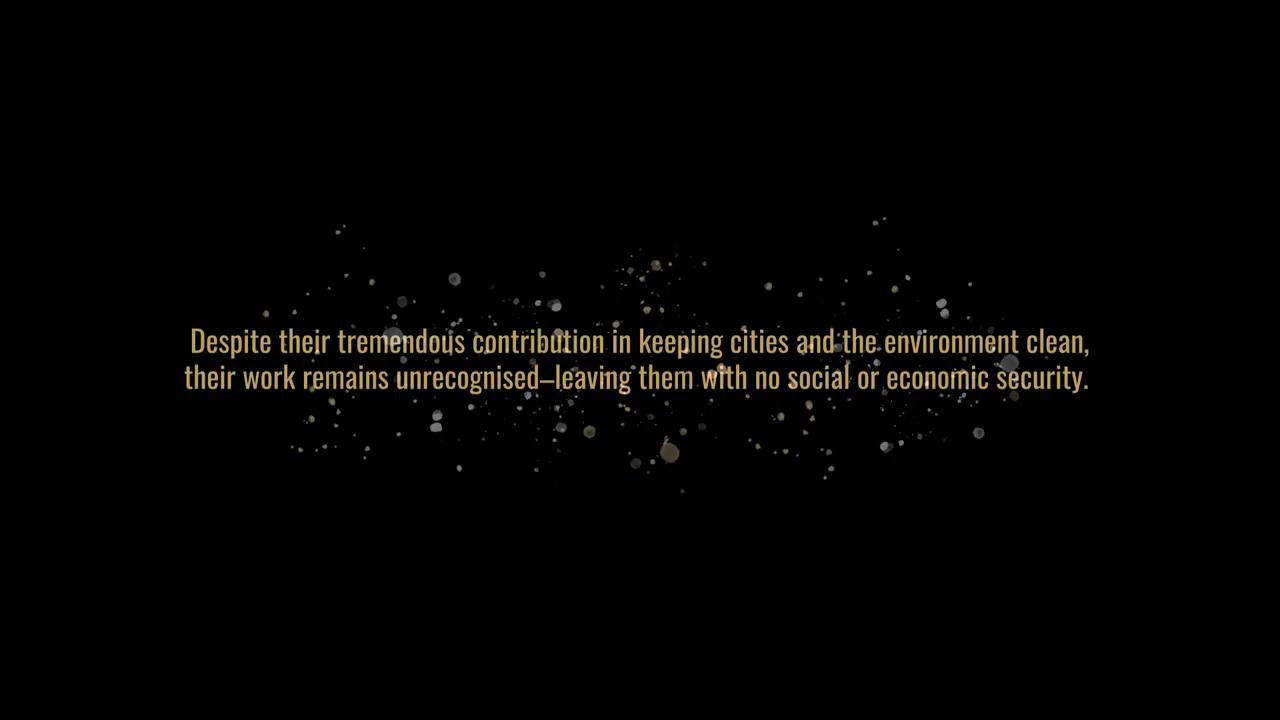 Despite their tremendous contribution in keeping cities and the environment clean,
their work remains unrecognised–leaving them with no social or economic security.